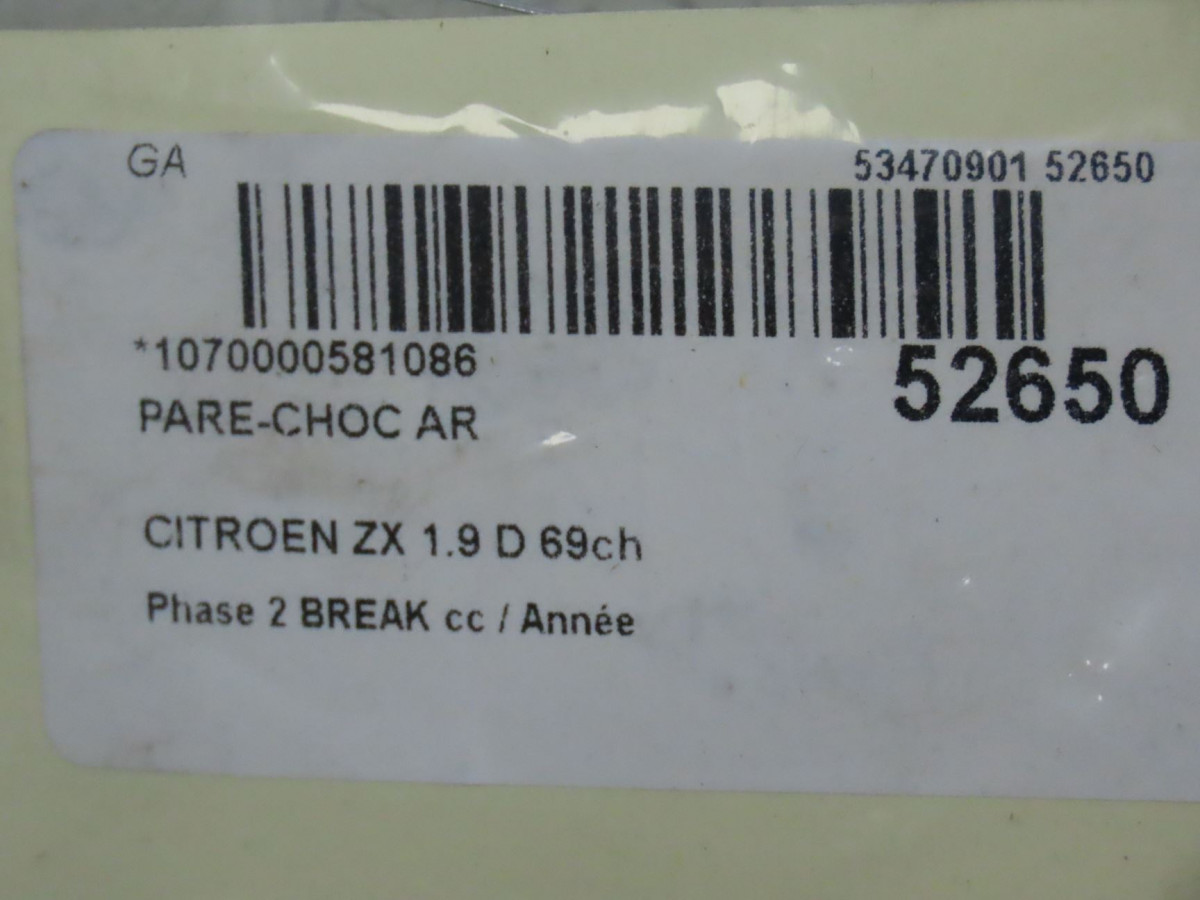 GA
53470901 52650
*1070000581086
52650
PARE-CHOC AR
CITROEN ZX 1.9 D 69ch
Phase 2 BREAK cc / Année